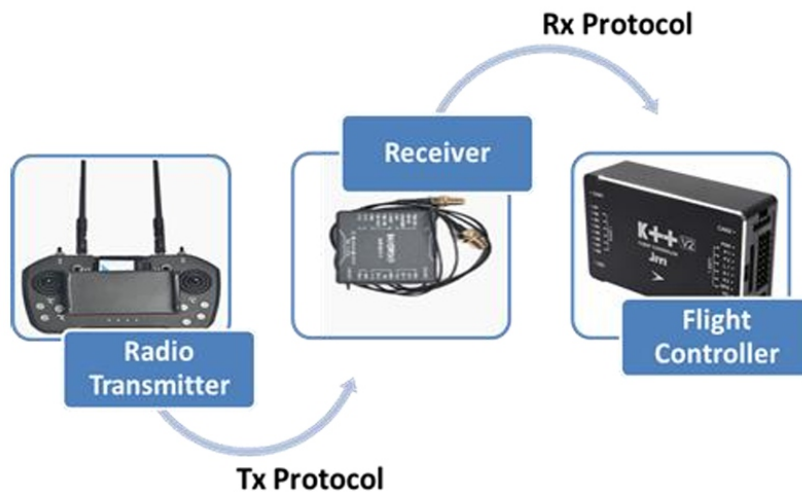 Rx Protocol
Receiver
K++ V2
Radio
Transmitter
Flight
Controller
Tx Protocol